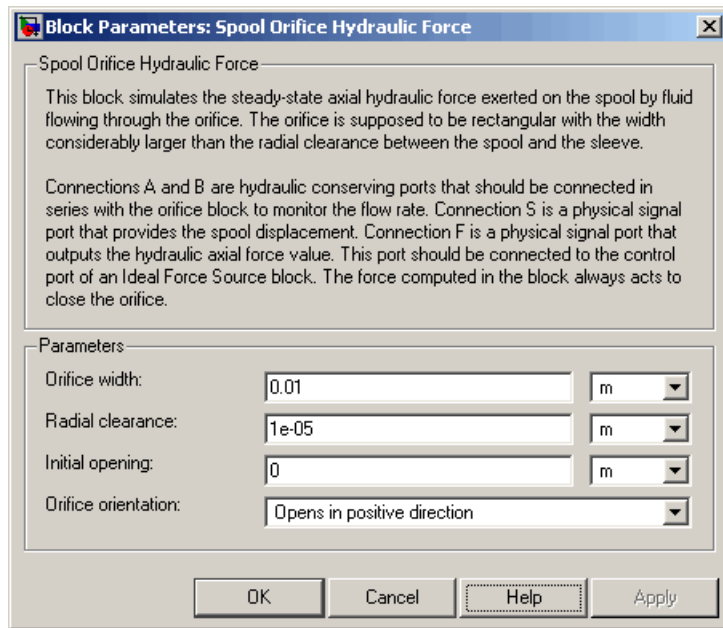 Block Parameters: Spool Orifice Hydraulic Force
Spool Orifice Hydraulic Force
This block simulates the steady-state axial hydraulic force exerted on the spool by fluid
flowing through the orifice. The orifice is supposed to be rectangular with the width
considerably larger than the radial clearance between the spool and the sleeve.
Connections A and B are hydraulic conserving ports that should be connected in
series with the orifice block to monitor the flow rate. Connection S is a physical signal
port that provides the spool displacement. Connection F is a physical signal port that
outputs the hydraulic axial force value. This port should be connected to the control
port of an Ideal Force Source block. The force computed in the block always acts to
close the orifice.
Parameters
Orifice width: 0.01 m
Radial clearance: 1e-05 m
Initial opening: 0 m
Orifice orientation: Opens in positive direction
OK Cancel Help Apply